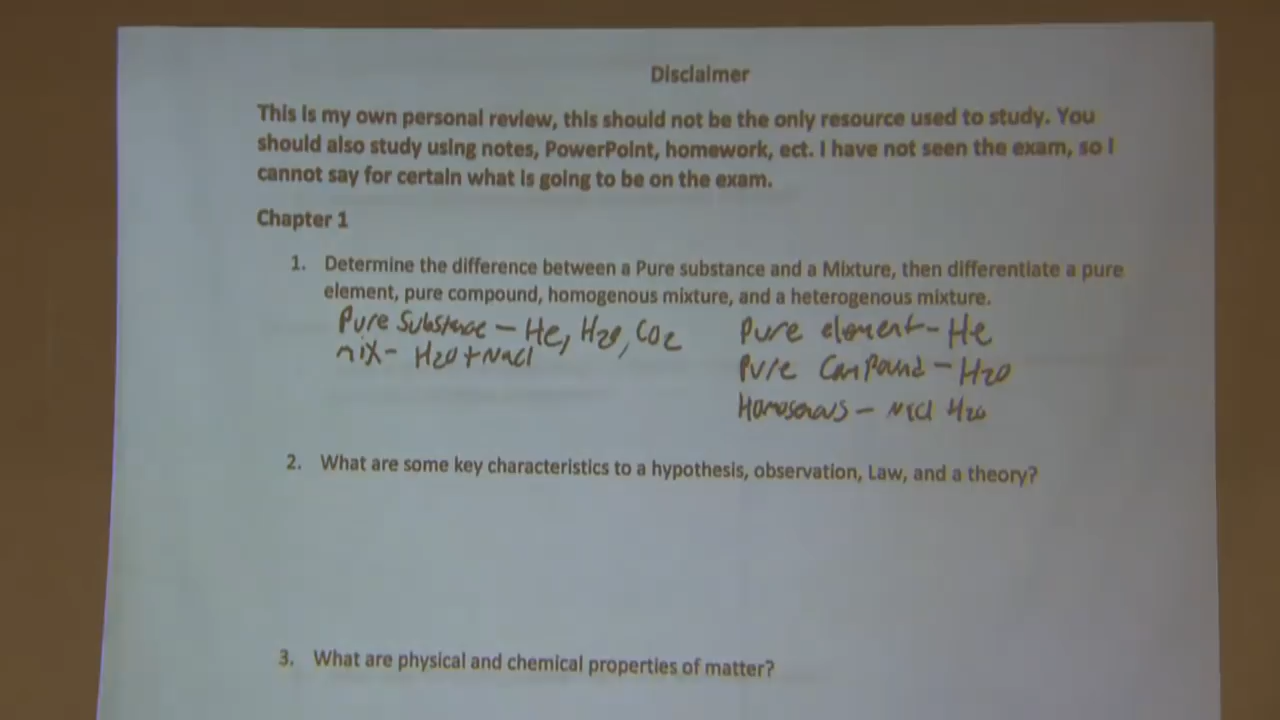 Disclaimer
This is my own personal review, this should not be the only resource used to study. You
should also study using notes, PowerPoint, homework, ect. I have not seen the exam, so I
cannot say for certain what is going to be on the exam.
Chapter 1
1. Determine the difference between a Pure substance and a Mixture, then differentiate a pure
element, pure compound, homogenous mixture, and a heterogenous mixture.
Pure Substance - He, H2O, CO2
mix - H2O + NaCl
Pure element - He
Pure Compound - H2O
Homogenous - NaCl H2O
2. What are some key characteristics to a hypothesis, observation, Law, and a theory?
3. What are physical and chemical properties of matter?